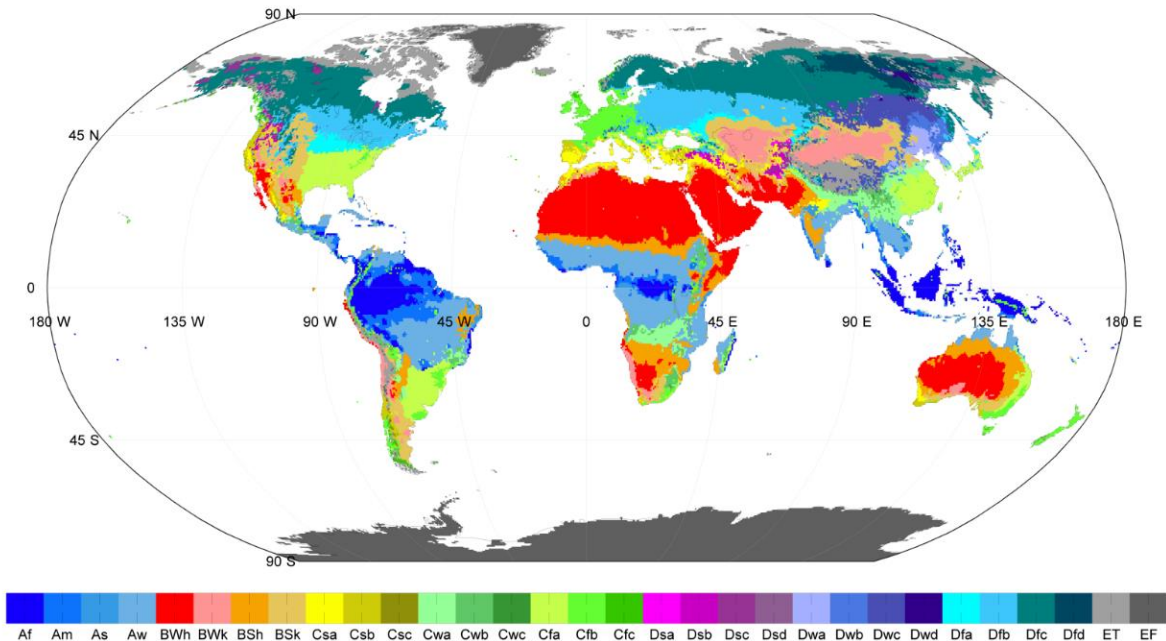 90 N
45 N
0
180 W 135 W 90 W 45 W 0 45 E 90 E 135 E 180 E
45 S
90 S
Af Am As Aw BWh BWk BSh BSk Csa Csb Csc Cwa Cwb Cwc Cfa Cfb Cfc Dsa Dsb Dsc Dsd Dwa Dwb Dwc Dwd Dfa Dfb Dfc Dfd ET EF